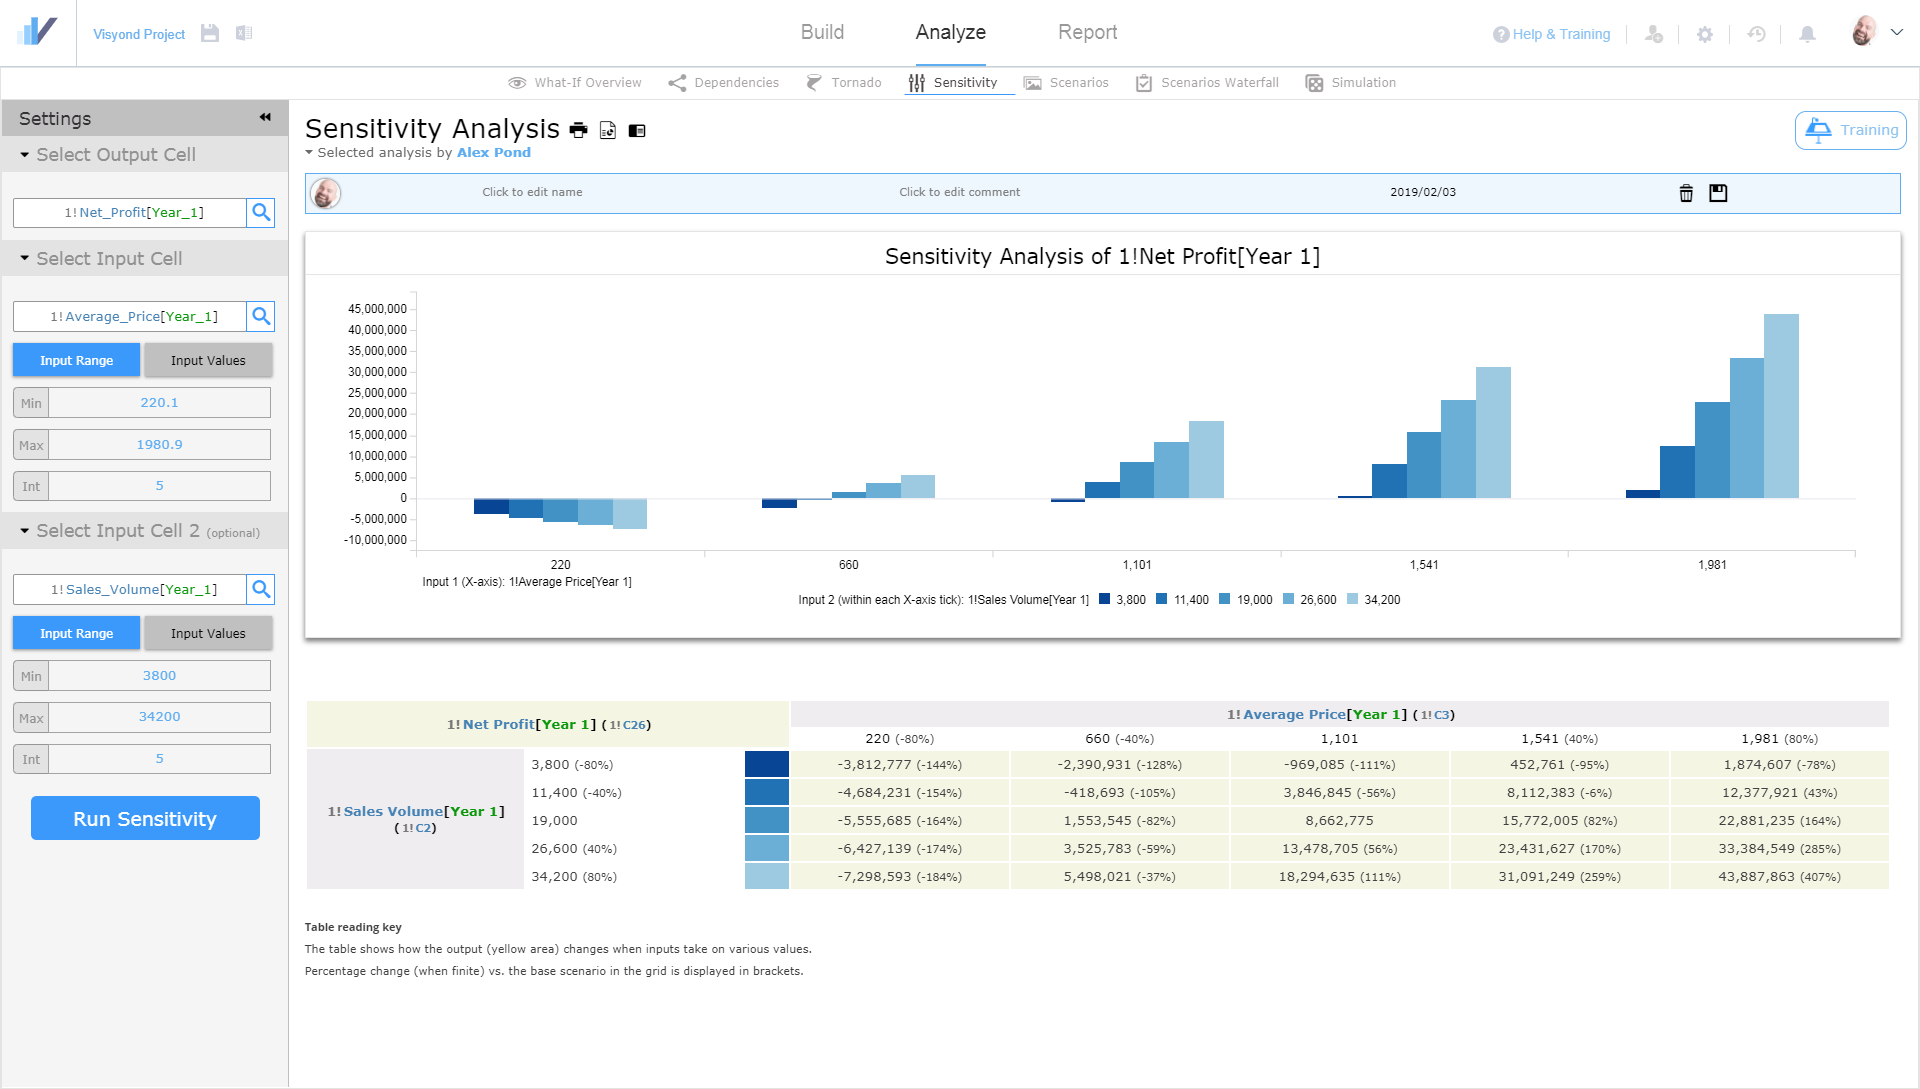 Visyond Project
Build
Analyze
Report
Help & Training
What-If Overview
Dependencies
Tornado
Sensitivity
Scenarios
Scenarios Waterfall
Simulation
Settings
Select Output Cell
1!Net_Profit[Year_1]
Select Input Cell
1!Average_Price[Year_1]
Input Range
Input Values
Min 220.1
Max 1980.9
Int 5
Select Input Cell 2 (optional)
1!Sales_Volume[Year_1]
Input Range
Input Values
Min 3800
Max 34200
Int 5
Run Sensitivity
Sensitivity Analysis
Selected analysis by Alex Pond
Training
Click to edit name
Click to edit comment
2019/02/03
Sensitivity Analysis of 1!Net Profit[Year 1]
45,000,000
40,000,000
35,000,000
30,000,000
25,000,000
20,000,000
15,000,000
10,000,000
5,000,000
0
-5,000,000
-10,000,000
220 660 1,101 1,541 1,981
Input 1 (X-axis): 1!Average Price[Year 1]
Input 2 (within each X-axis tick): 1!Sales Volume[Year 1] 3,800 11,400 19,000 26,600 34,200
1!Net Profit[Year 1] (1!C26)
1!Average Price[Year 1] (1!C3)
220 (-80%) 660 (-40%) 1,101 1,541 (40%) 1,981 (80%)
1!Sales Volume[Year 1]
(1!C2)
3,800 (-80%) -3,812,777 (-144%) -2,390,931 (-128%) -969,085 (-111%) 452,761 (-95%) 1,874,607 (-78%)
11,400 (-40%) -4,684,231 (-154%) -418,693 (-105%) 3,846,845 (-56%) 8,112,383 (-6%) 12,377,921 (43%)
19,000 -5,555,685 (-164%) 1,553,545 (-82%) 8,662,775 15,772,005 (82%) 22,881,235 (164%)
26,600 (40%) -6,427,139 (-174%) 3,525,783 (-59%) 13,478,705 (56%) 23,431,627 (170%) 33,384,549 (285%)
34,200 (80%) -7,298,593 (-184%) 5,498,021 (-37%) 18,294,635 (111%) 31,091,249 (259%) 43,887,863 (407%)
Table reading key
The table shows how the output (yellow area) changes when inputs take on various values.
Percentage change (when finite) vs. the base scenario in the grid is displayed in brackets.